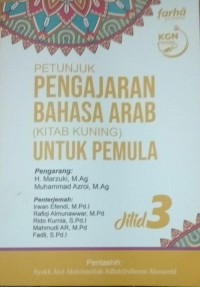 farha
KGN
PETUNJUK
PENGAJARAN
BAHASA ARAB
(KITAB KUNING)
UNTUK PEMULA
Pengarang:
H. Marzuki, M.Ag
Muhammad Azroi, M.Ag
Penterjemah:
Irwan Efendi, M.Pd.I
Rafiqi Almunawwar, M.Pd
Rido Kurnia, S.Pd.I
Mahmudi AR, M.Pd
Fadli, S.Pd.I
Jilid 3
Pentashih: